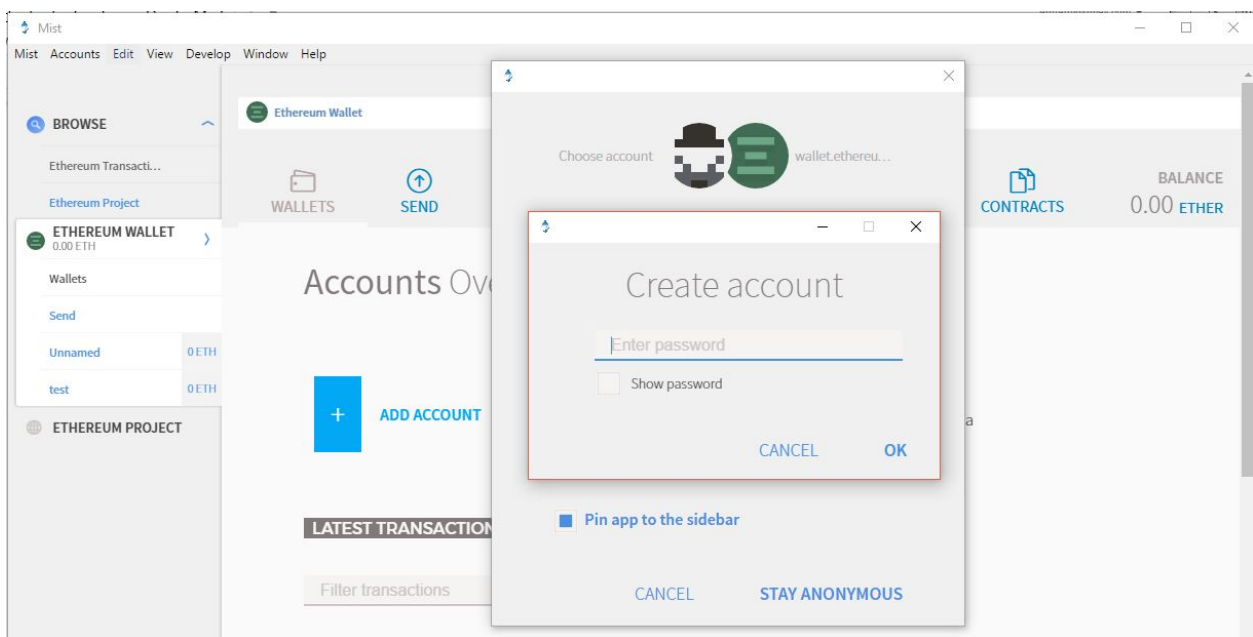 Mist
Mist Accounts Edit View Develop Window Help
BROWSE
Ethereum Transacti...
Ethereum Project
ETHEREUM WALLET
0.00 ETH
Wallets
Send
Unnamed 0 ETH
test 0 ETH
ETHEREUM PROJECT
Ethereum Wallet
WALLETS
SEND
CONTRACTS
BALANCE
0.00 ETHER
Accounts Ove
ADD ACCOUNT
LATEST TRANSACTION
Filter transactions
Choose account
wallet.ethereu...
Create account
Enter password
Show password
CANCEL OK
a
Pin app to the sidebar
CANCEL STAY ANONYMOUS